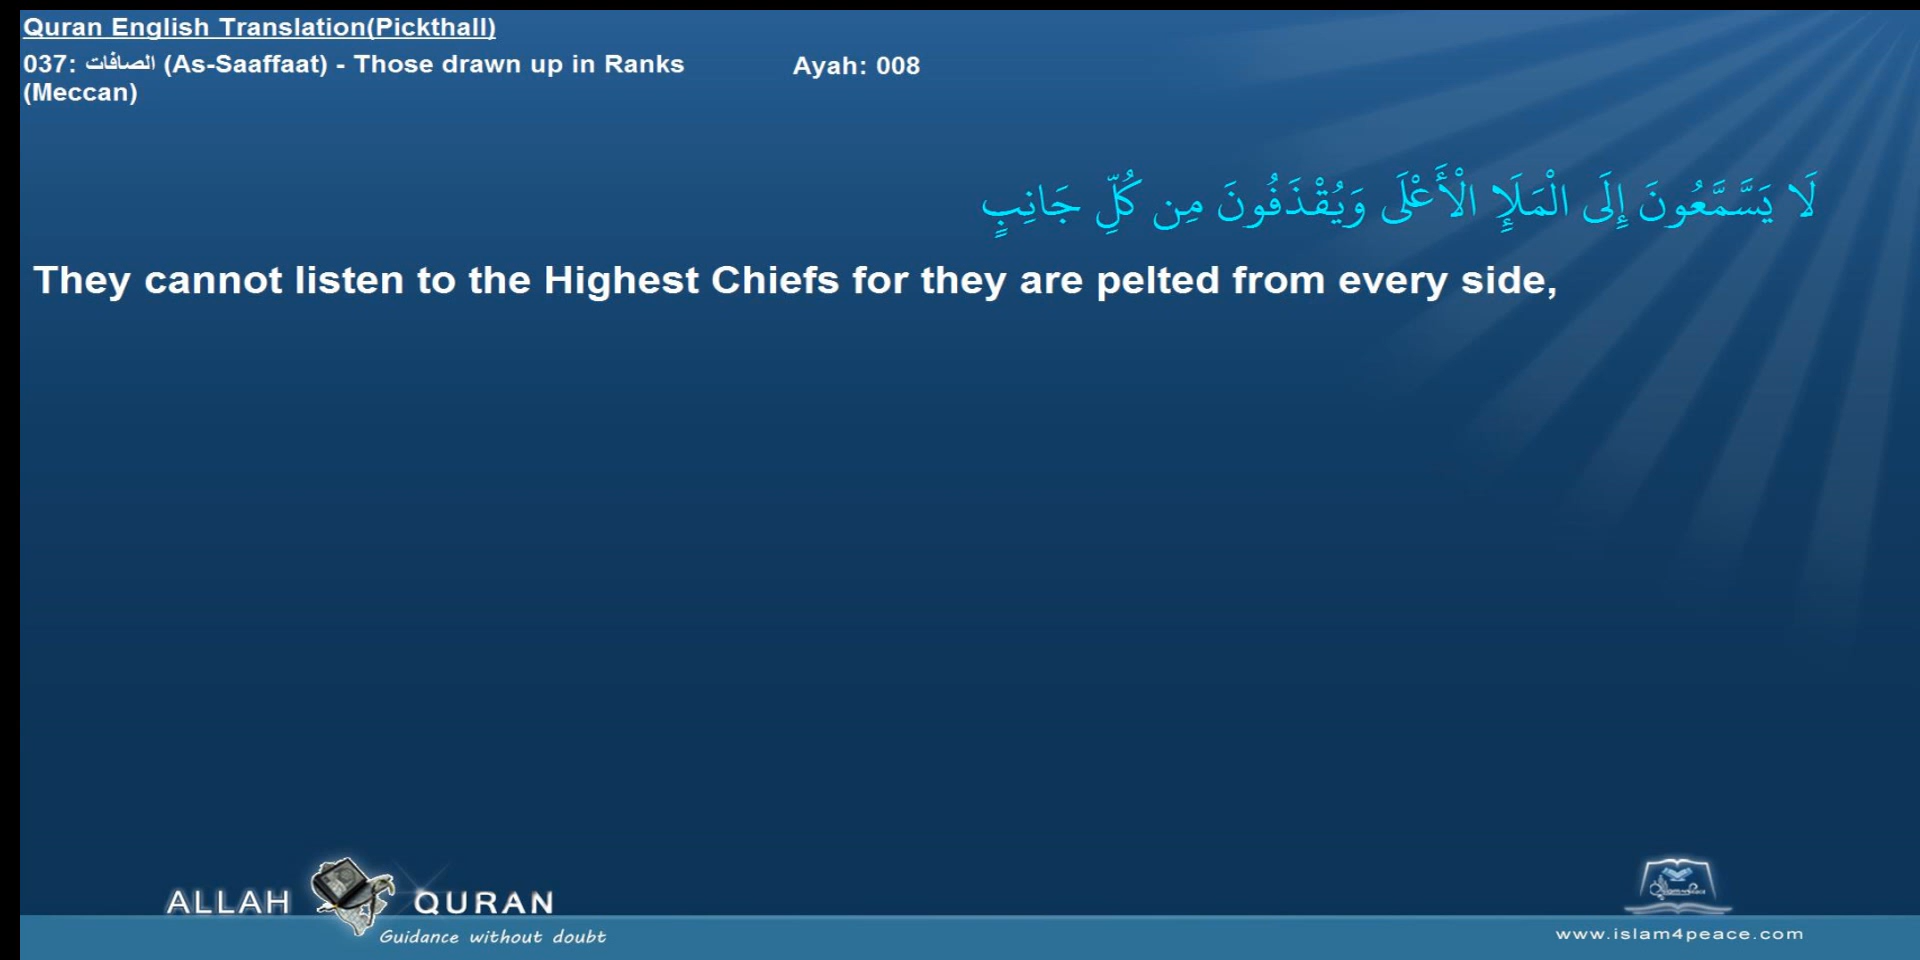 Quran English Translation(Pickthall)
037: الصافات (As-Saaffaat) - Those drawn up in Ranks
(Meccan)
Ayah: 008
لَا يَسَّمَّعُونَ إِلَى الْمَلَإِ الْأَعْلَى وَيُقْذَفُونَ مِن كُلِّ جَانِبٍ
They cannot listen to the Highest Chiefs for they are pelted from every side,
ALLAH QURAN
Guidance without doubt
www.islam4peace.com